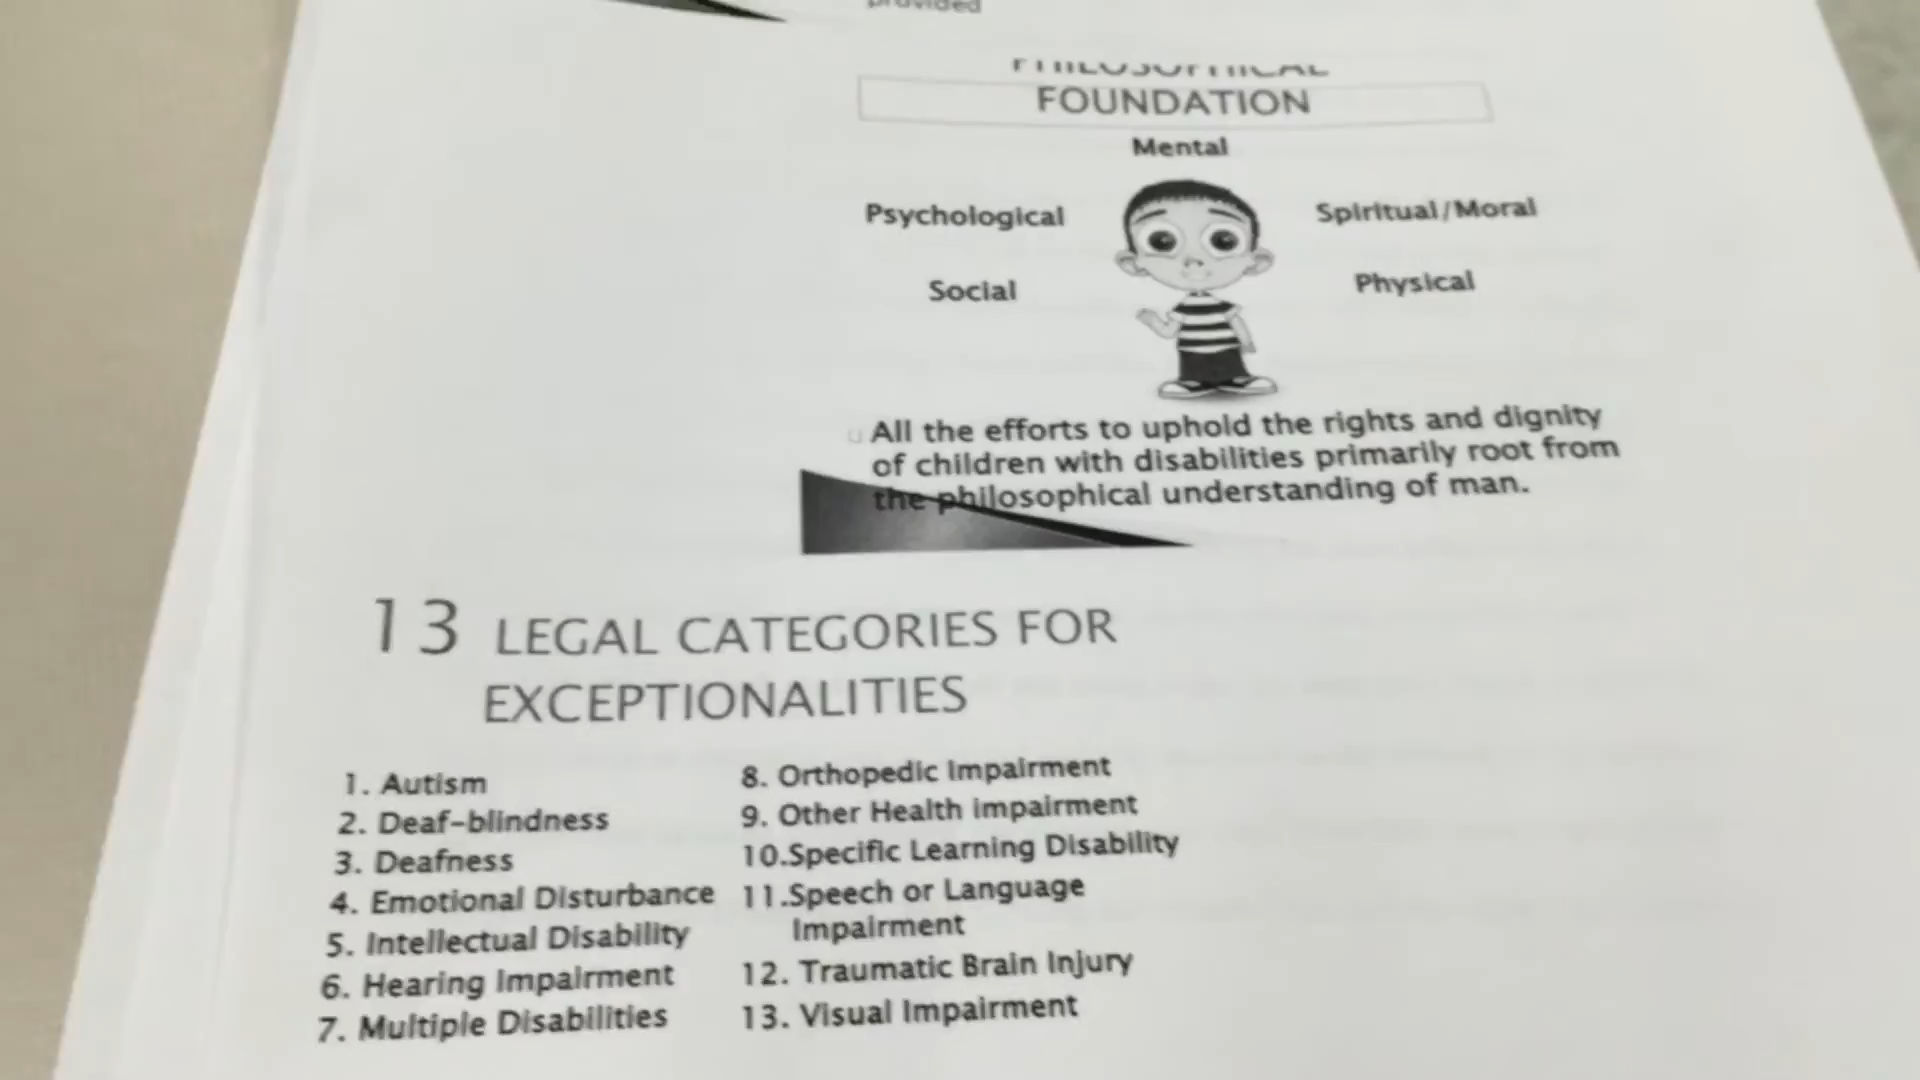 provided
PHILOSOPHICAL
FOUNDATION
Mental
Psychological
Spiritual/Moral
Social
Physical
All the efforts to uphold the rights and dignity
of children with disabilities primarily root from
the philosophical understanding of man.
13 LEGAL CATEGORIES FOR
EXCEPTIONALITIES
1. Autism
2. Deaf-blindness
3. Deafness
4. Emotional Disturbance
5. Intellectual Disability
6. Hearing Impairment
7. Multiple Disabilities
8. Orthopedic Impairment
9. Other Health impairment
10.Specific Learning Disability
11.Speech or Language
Impairment
12. Traumatic Brain Injury
13. Visual Impairment